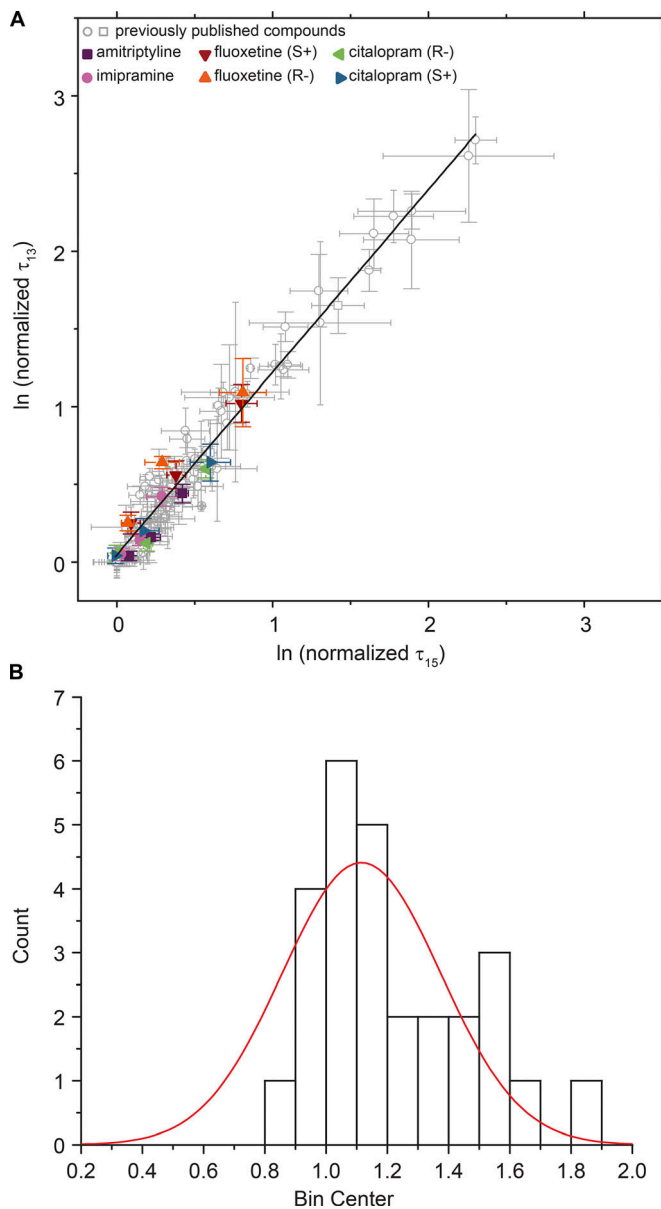 A
previously published compounds
amitriptyline fluoxetine (S+) citalopram (R-)
imipramine fluoxetine (R-) citalopram (S+)
3
2
1
0
ln (normalized τ13)
0 1 2 3
ln (normalized τ15)
B
7
6
5
4
3
2
1
0
Count
0.2 0.4 0.6 0.8 1.0 1.2 1.4 1.6 1.8 2.0
Bin Center